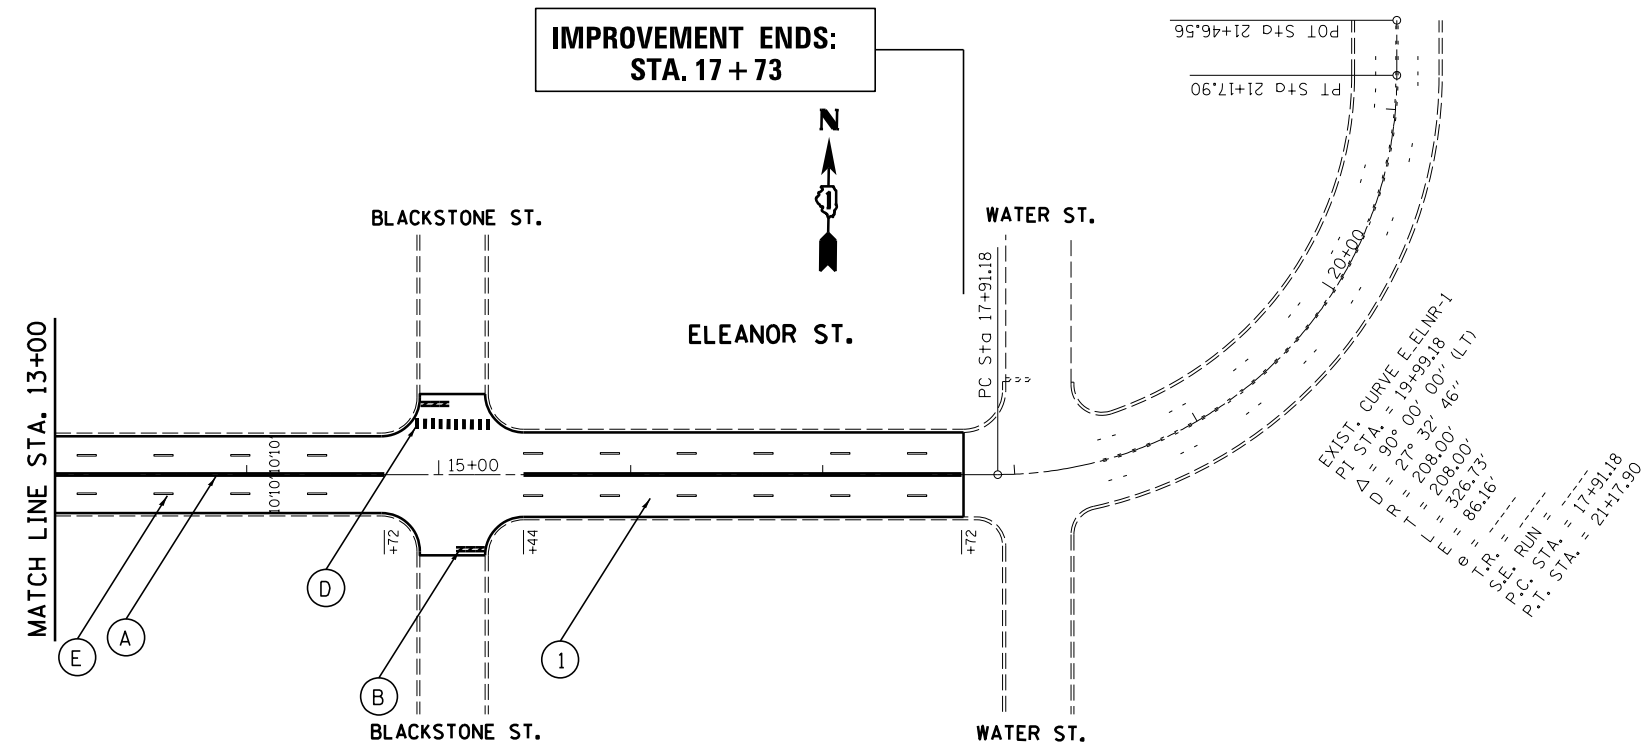 IMPROVEMENT ENDS:
STA. 17 + 73
POT Sta 21+46.56
PT Sta 21+17.90
N
1
BLACKSTONE ST.
WATER ST.
PC Sta 17+91.18
20+00
ELEANOR ST.
MATCH LINE STA. 13+00
10'10'10'10'
15+00
+72
+44
+72
D
E
A
B
1
EXIST. CURVE E_ELNR-1
PI STA. = 19+99.18
Δ = 90° 00' 00" (LT)
D = 27° 32' 46"
R = 208.00'
T = 208.00'
L = 326.73'
E = 86.16'
e = -----
T.R. = -----
S.E. RUN = -----
P.C. STA. = 17+91.18
P.T. STA. = 21+17.90
BLACKSTONE ST.
WATER ST.